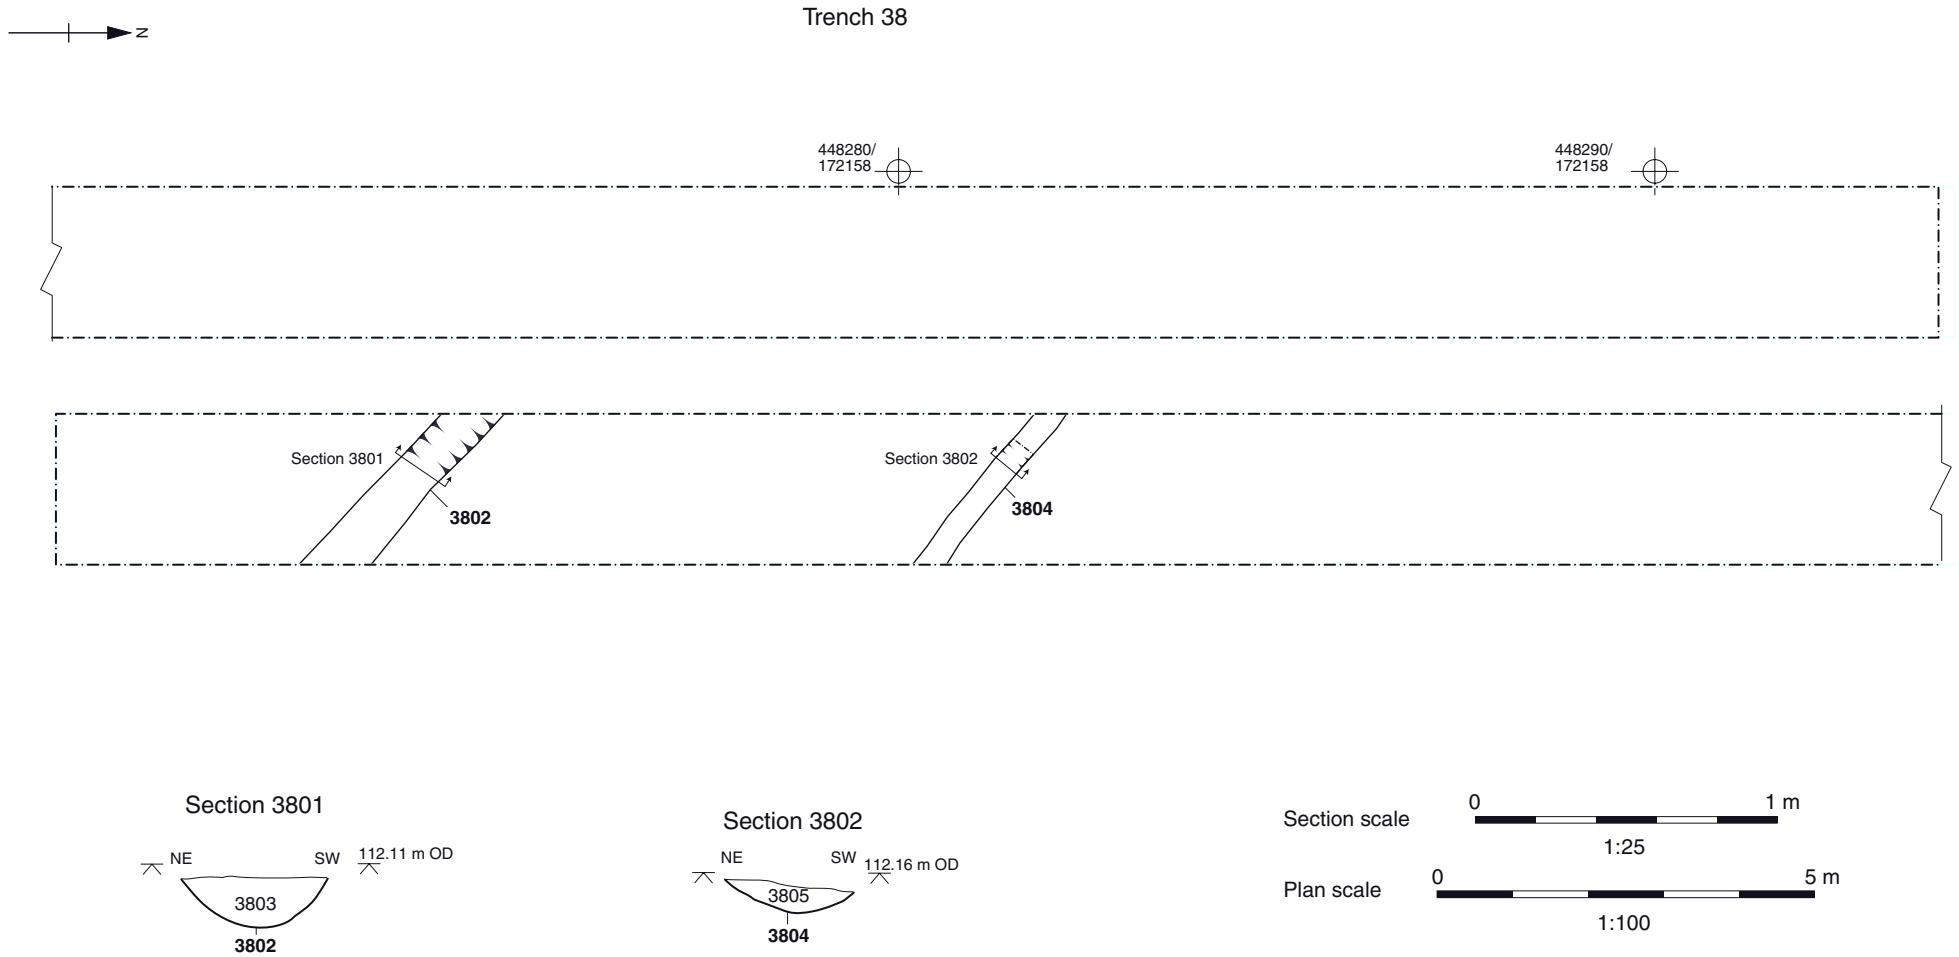 Trench 38
N
448280/
172158
448290/
172158
Section 3801
3802
Section 3802
3804
Section 3801
NE
SW
112.11 m OD
3803
3802
Section 3802
NE
SW
112.16 m OD
3805
3804
Section scale
0
1 m
1:25
Plan scale
0
5 m
1:100